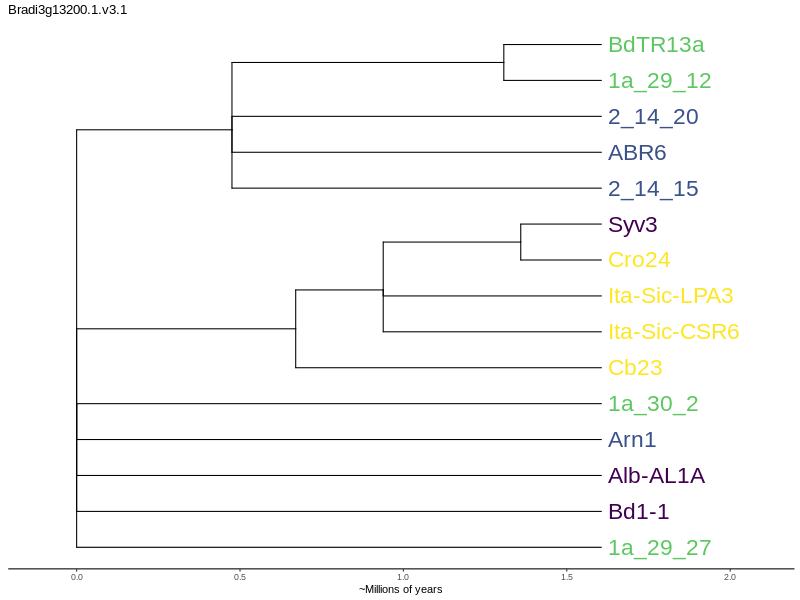 Bradi3g13200.1.v3.1
BdTR13a
1a_29_12
2_14_20
ABR6
2_14_15
Syv3
Cro24
Ita-Sic-LPA3
Ita-Sic-CSR6
Cb23
1a_30_2
Arn1
Alb-AL1A
Bd1-1
1a_29_27
0.0 0.5 1.0 1.5 2.0
~Millions of years